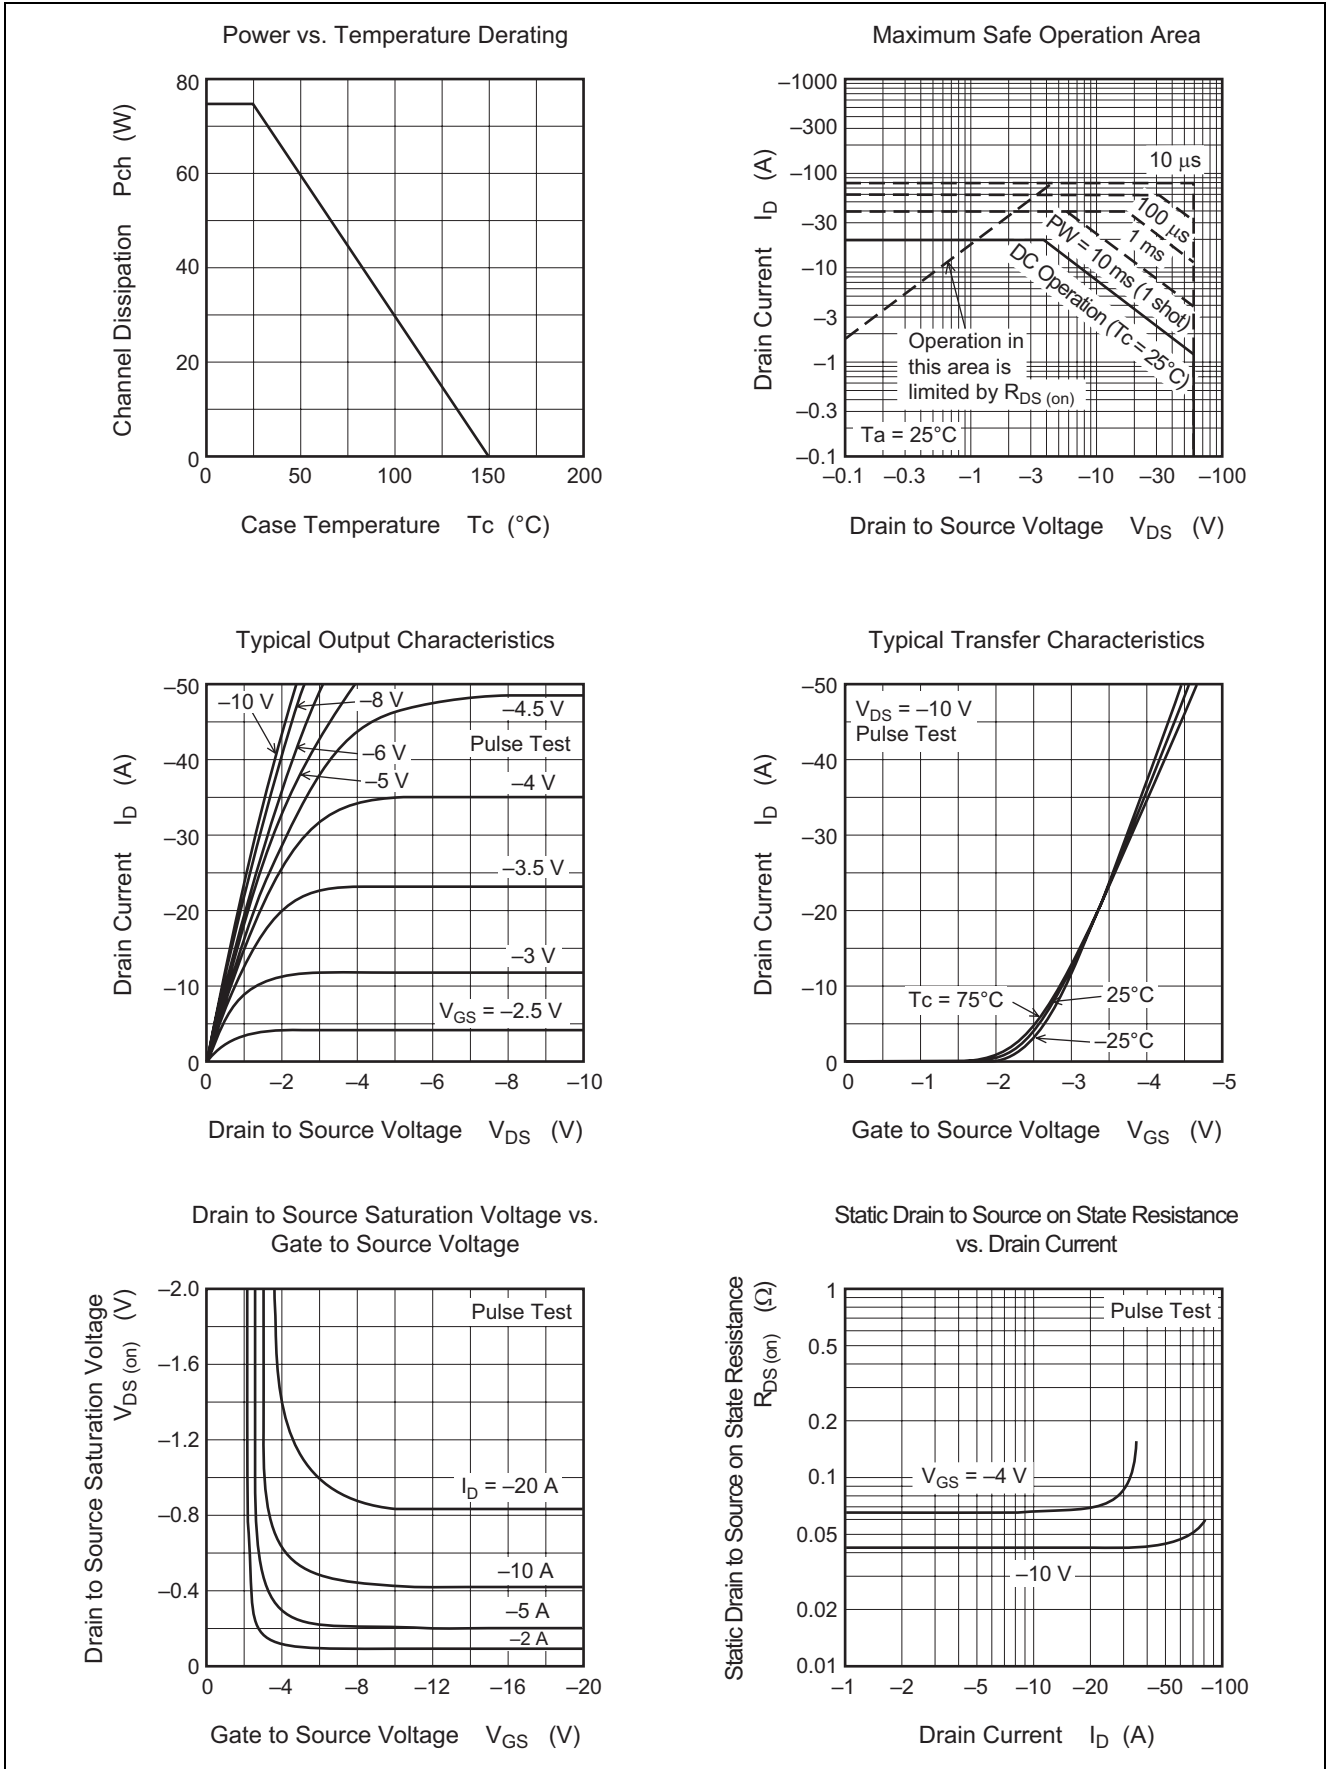 Power vs. Temperature Derating
80
60
40
20
0
0 50 100 150 200
Channel Dissipation Pch (W)
Case Temperature Tc (°C)
Maximum Safe Operation Area
–1000
–300
–100
–30
–10
–3
–1
–0.3
–0.1
–0.1 –0.3 –1 –3 –10 –30 –100
Drain Current ID (A)
Drain to Source Voltage VDS (V)
10 μs
100 μs
1 ms
PW = 10 ms (1 shot)
DC Operation (Tc = 25°C)
Operation in
this area is
limited by RDS (on)
Ta = 25°C
Typical Output Characteristics
–50
–40
–30
–20
–10
0
0 –2 –4 –6 –8 –10
Drain Current ID (A)
Drain to Source Voltage VDS (V)
–10 V
–8 V
–6 V
–5 V
–4.5 V
Pulse Test
–4 V
–3.5 V
–3 V
VGS = –2.5 V
Typical Transfer Characteristics
–50
–40
–30
–20
–10
0
0 –1 –2 –3 –4 –5
Drain Current ID (A)
Gate to Source Voltage VGS (V)
VDS = –10 V
Pulse Test
Tc = 75°C
25°C
–25°C
Drain to Source Saturation Voltage vs.
Gate to Source Voltage
–2.0
–1.6
–1.2
–0.8
–0.4
0
0 –4 –8 –12 –16 –20
Drain to Source Saturation Voltage
VDS (on) (V)
Gate to Source Voltage VGS (V)
Pulse Test
ID = –20 A
–10 A
–5 A
–2 A
Static Drain to Source on State Resistance
vs. Drain Current
1
0.5
0.2
0.1
0.05
0.02
0.01
–1 –2 –5 –10 –20 –50 –100
Static Drain to Source on State Resistance
RDS (on) (Ω)
Drain Current ID (A)
Pulse Test
VGS = –4 V
–10 V